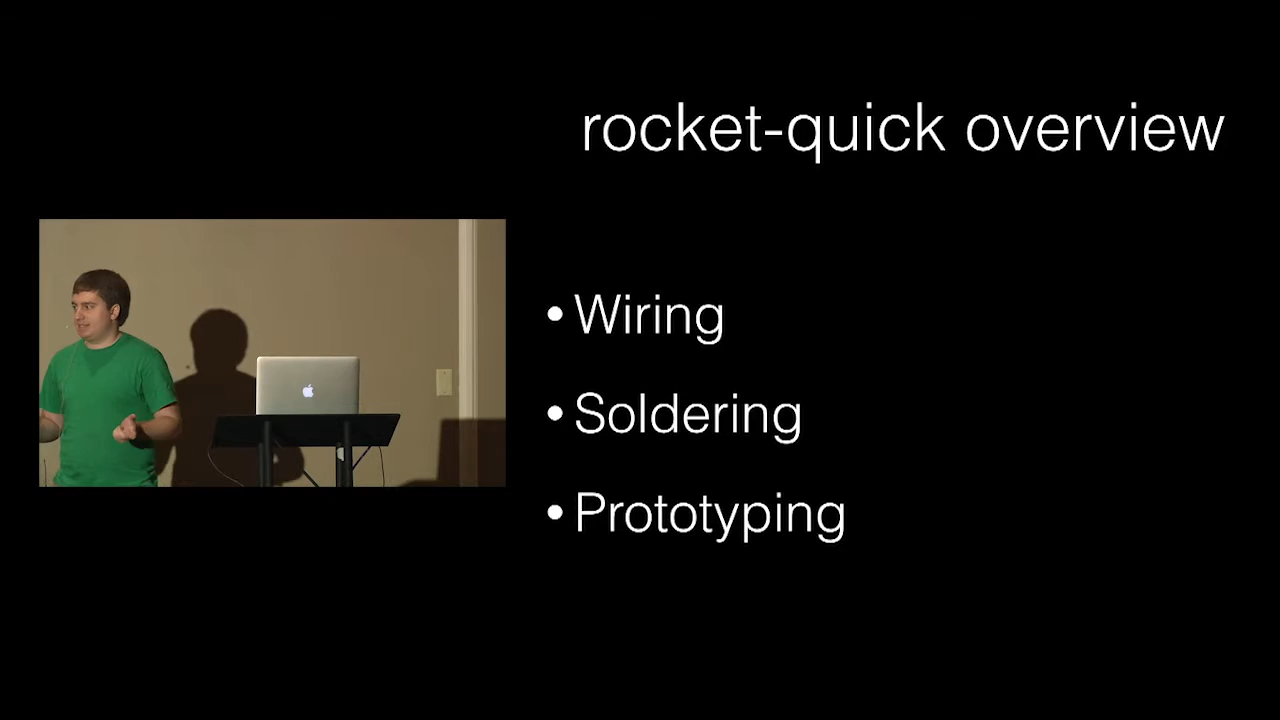 rocket-quick overview
• Wiring
• Soldering
• Prototyping